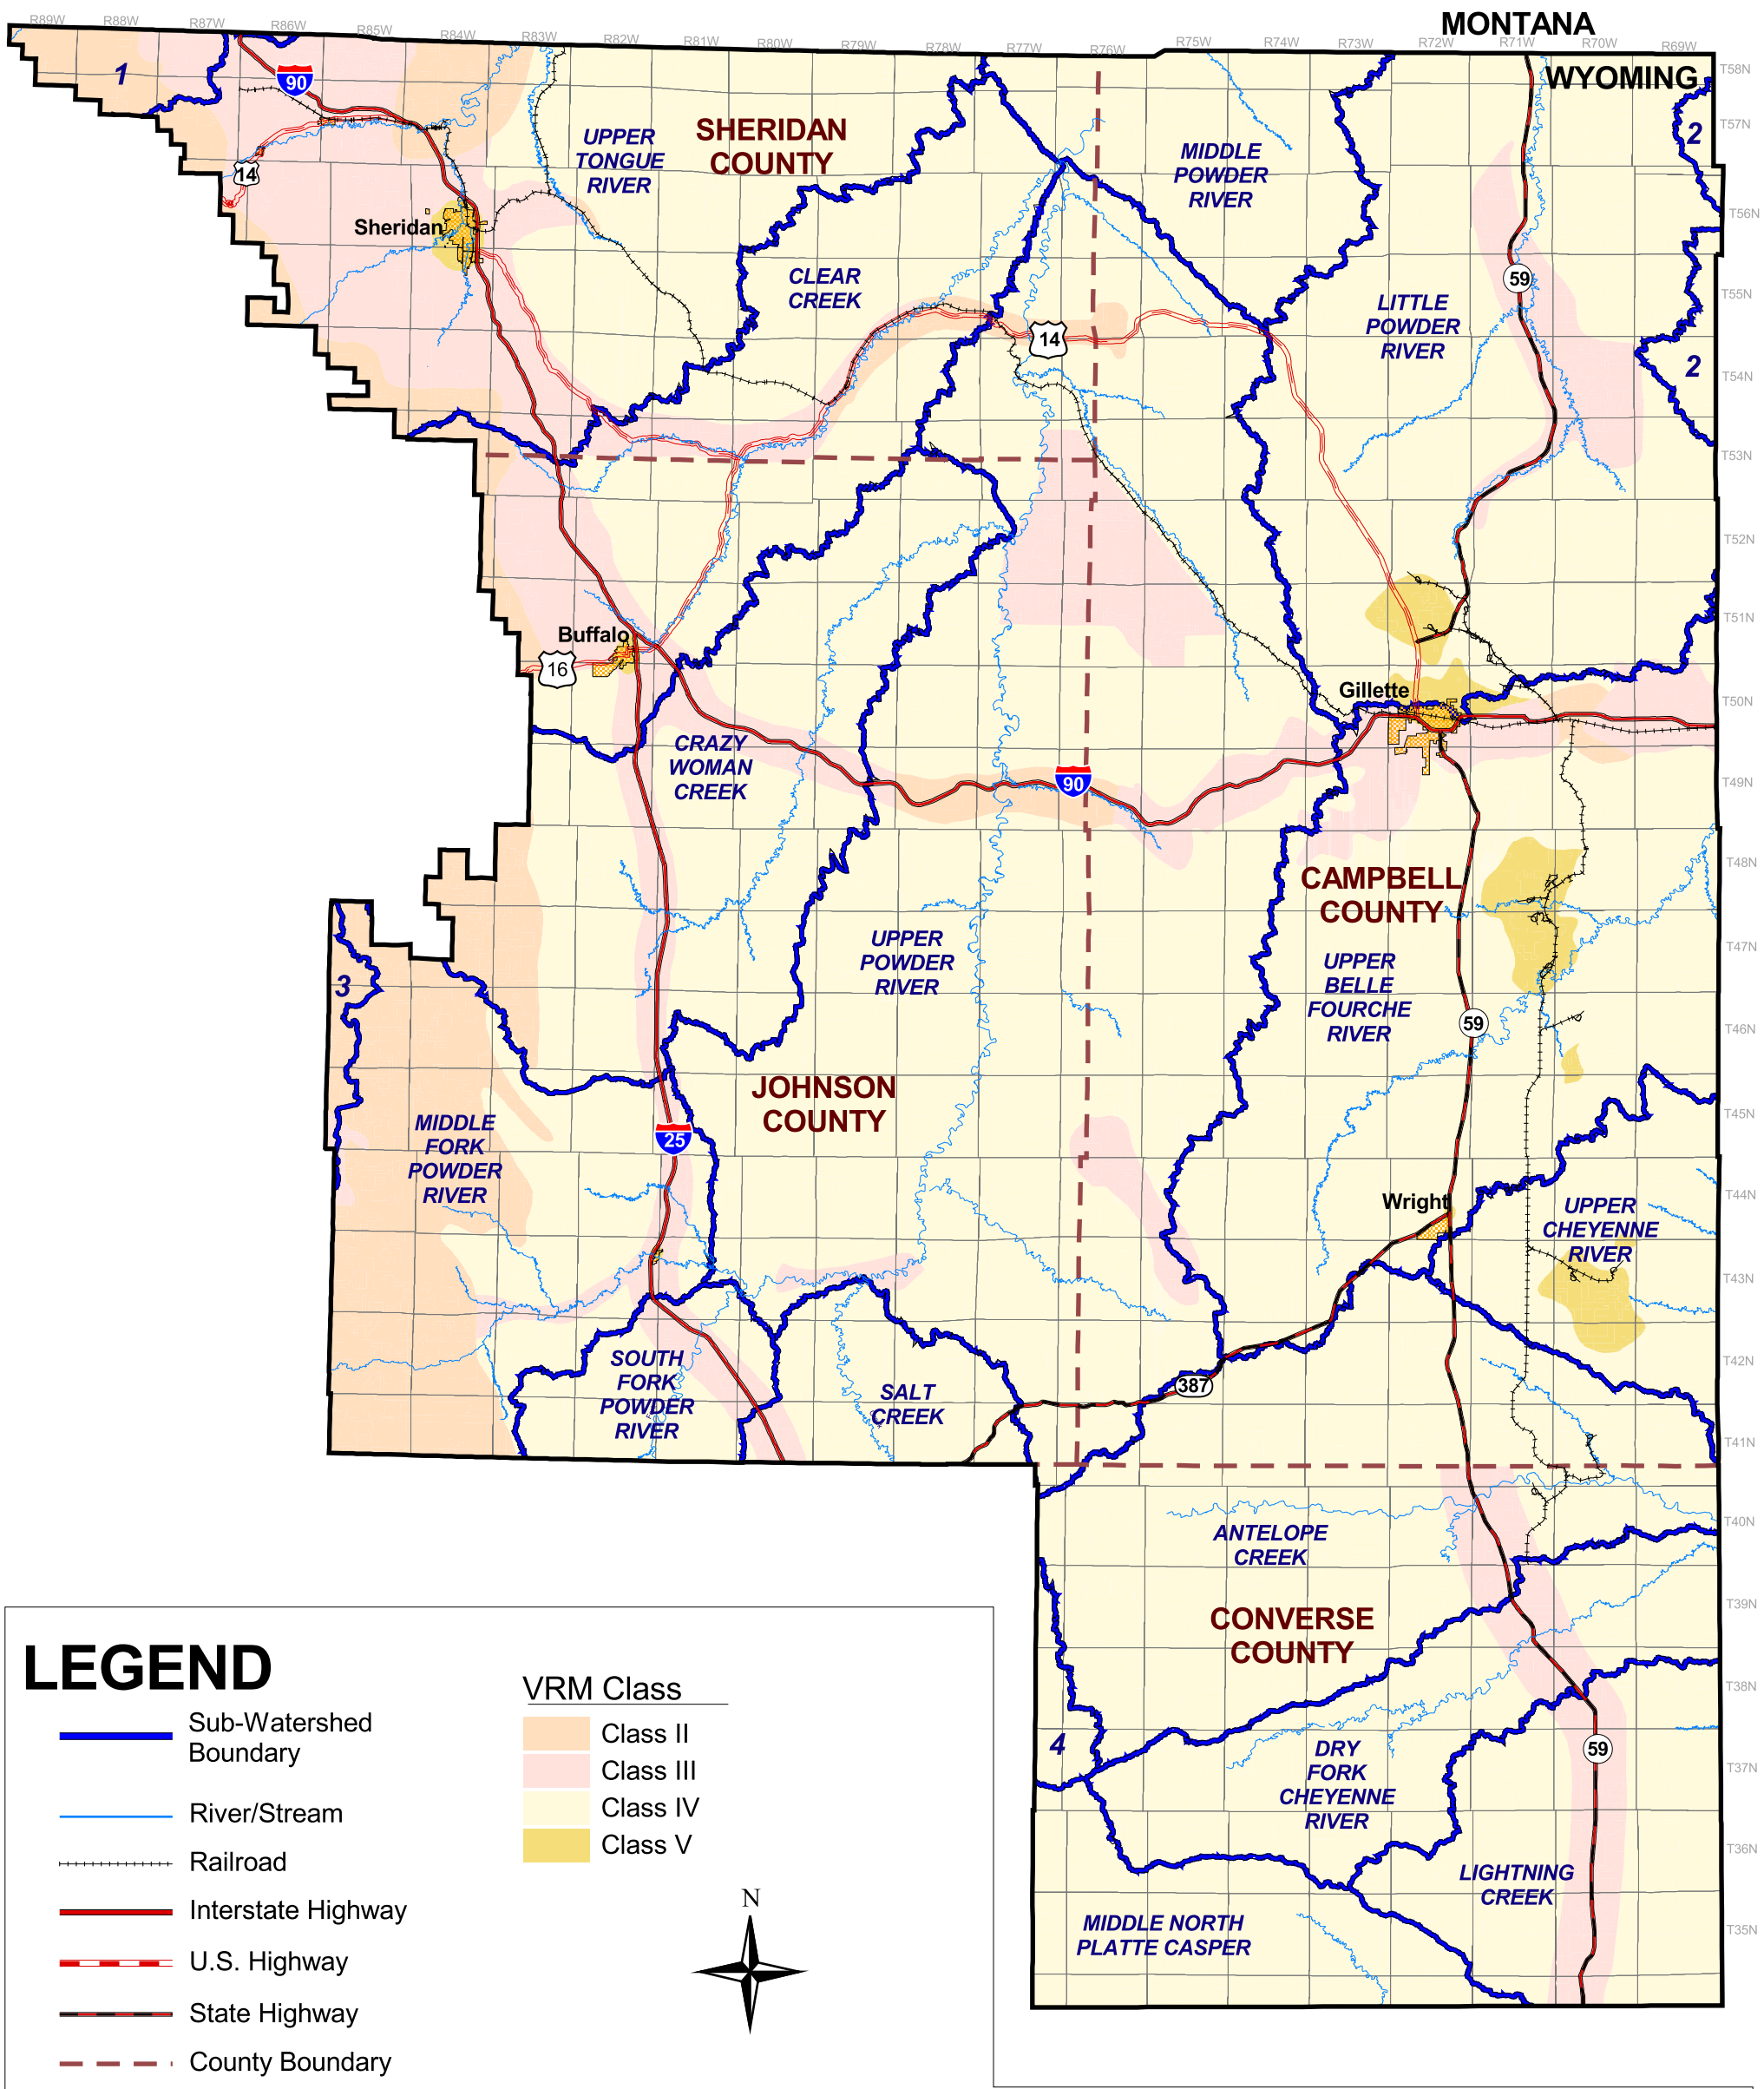 MONTANA
R89W R88W R87W R86W R85W R84W R83W R82W R81W R80W R79W R78W R77W R76W R75W R74W R73W R72W R71W R70W R69W
WYOMING
T58N
T57N
T56N
T55N
T54N
T53N
T52N
T51N
T50N
T49N
T48N
T47N
T46N
T45N
T44N
T43N
T42N
T41N
T40N
T39N
T38N
T37N
T36N
T35N
1
90
14
Sheridan
UPPER
TONGUE
RIVER
SHERIDAN
COUNTY
CLEAR
CREEK
MIDDLE
POWDER
RIVER
14
LITTLE
POWDER
RIVER
59
2
2
Buffalo
16
CRAZY
WOMAN
CREEK
90
Gillette
CAMPBELL
COUNTY
UPPER
POWDER
RIVER
UPPER
BELLE
FOURCHE
RIVER
59
3
JOHNSON
COUNTY
25
MIDDLE
FORK
POWDER
RIVER
Wright
UPPER
CHEYENNE
RIVER
SOUTH
FORK
POWDER
RIVER
SALT
CREEK
387
ANTELOPE
CREEK
CONVERSE
COUNTY
4
DRY
FORK
CHEYENNE
RIVER
59
LIGHTNING
CREEK
MIDDLE NORTH
PLATTE CASPER
LEGEND
Sub-Watershed
Boundary
River/Stream
Railroad
Interstate Highway
U.S. Highway
State Highway
County Boundary
VRM Class
Class II
Class III
Class IV
Class V
N